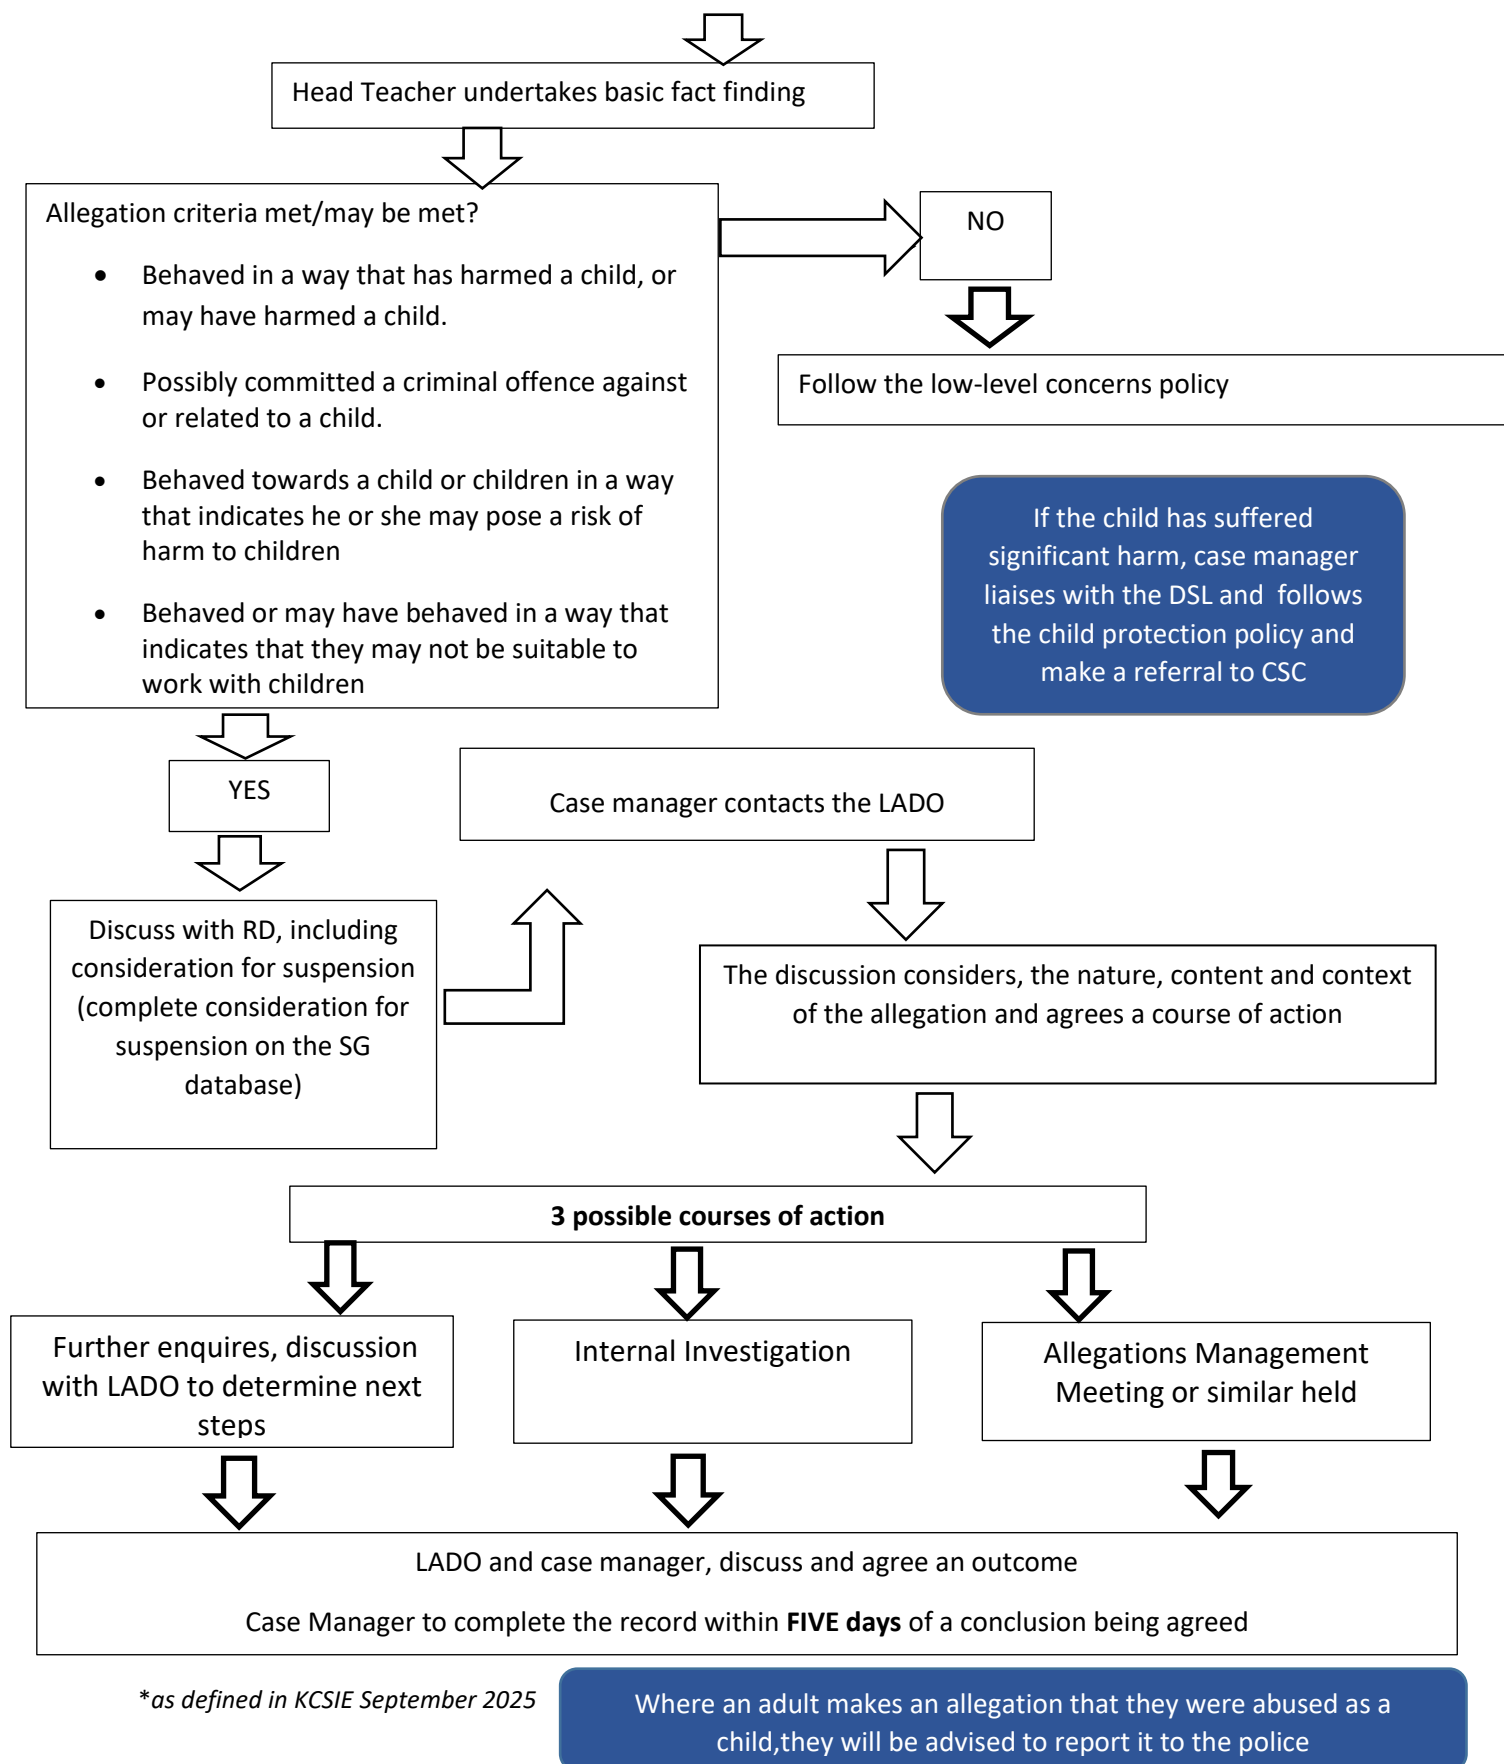 Head Teacher undertakes basic fact finding
Allegation criteria met/may be met?
• Behaved in a way that has harmed a child, or
may have harmed a child.
• Possibly committed a criminal offence against
or related to a child.
• Behaved towards a child or children in a way
that indicates he or she may pose a risk of
harm to children
• Behaved or may have behaved in a way that
indicates that they may not be suitable to
work with children
NO
Follow the low-level concerns policy
If the child has suffered
significant harm, case manager
liaises with the DSL and  follows
the child protection policy and
make a referral to CSC
YES
Discuss with RD, including
consideration for suspension
(complete consideration for
suspension on the SG
database)
Case manager contacts the LADO
The discussion considers, the nature, content and context
of the allegation and agrees a course of action
3 possible courses of action
Further enquires, discussion
with LADO to determine next
steps
Internal Investigation
Allegations Management
Meeting or similar held
LADO and case manager, discuss and agree an outcome
Case Manager to complete the record within FIVE days of a conclusion being agreed
*as defined in KCSIE September 2025
Where an adult makes an allegation that they were abused as a
child,they will be advised to report it to the police